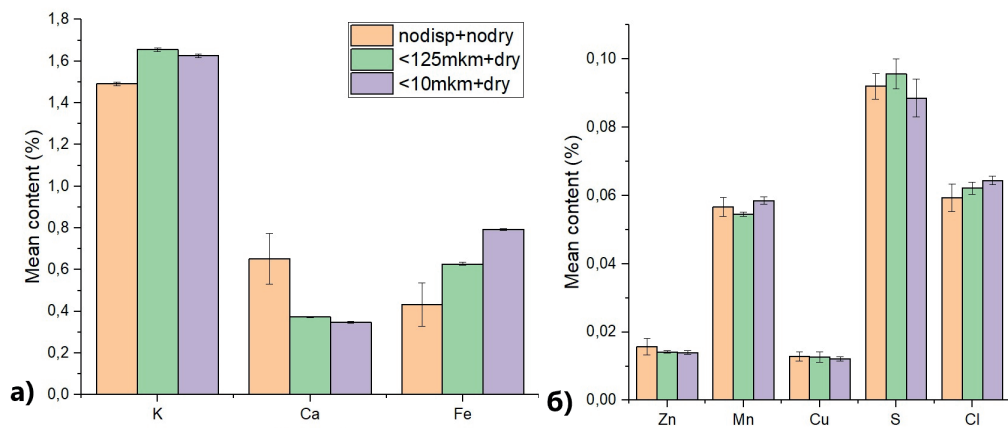 nodisp+nodry
<125mkm+dry
<10mkm+dry
Mean content (%)
1,8
1,6
1,4
1,2
1,0
0,8
0,6
0,4
0,2
0,0
K Ca Fe
а)
Mean content (%)
0,10
0,08
0,06
0,04
0,02
0,00
Zn Mn Cu S Cl
б)